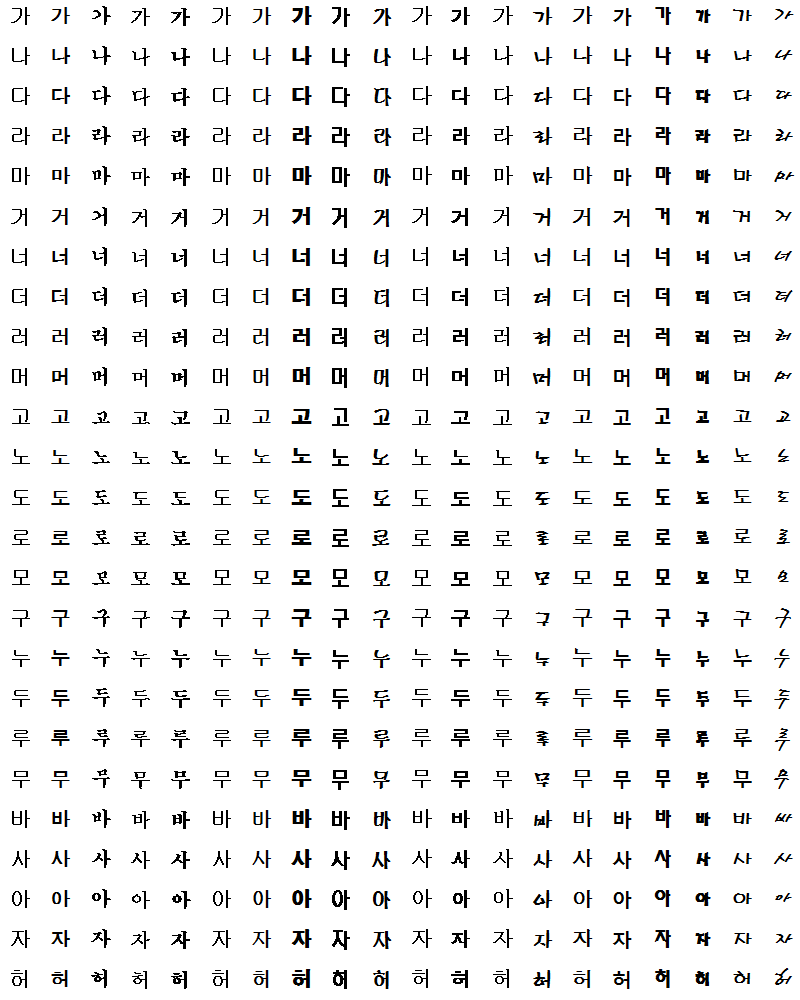 가 가 가 가 가 가 가 가 가 가 가 가 가 가 가 가 가 가 가 가
나 나 나 나 나 나 나 나 나 나 나 나 나 나 나 나 나 나 나 나
다 다 다 다 다 다 다 다 다 다 다 다 다 다 다 다 다 다 다 다
라 라 라 라 라 라 라 라 라 라 라 라 라 라 라 라 라 라 라 라
마 마 마 마 마 마 마 마 마 마 마 마 마 마 마 마 마 마 마 마
거 거 거 거 거 거 거 거 거 거 거 거 거 거 거 거 거 거 거 거
너 너 너 너 너 너 너 너 너 너 너 너 너 너 너 너 너 너 너 너
더 더 더 더 더 더 더 더 더 더 더 더 더 더 더 더 더 더 더 더
러 러 러 러 러 러 러 러 러 러 러 러 러 러 러 러 러 러 러 러
머 머 머 머 머 머 머 머 머 머 머 머 머 머 머 머 머 머 머 머
고 고 고 고 고 고 고 고 고 고 고 고 고 고 고 고 고 고 고 고
노 노 노 노 노 노 노 노 노 노 노 노 노 노 노 노 노 노 노 노
도 도 도 도 도 도 도 도 도 도 도 도 도 도 도 도 도 도 도 도
로 로 로 로 로 로 로 로 로 로 로 로 로 로 로 로 로 로 로 로
모 모 모 모 모 모 모 모 모 모 모 모 모 모 모 모 모 모 모 모
구 구 구 구 구 구 구 구 구 구 구 구 구 구 구 구 구 구 구 구
누 누 누 누 누 누 누 누 누 누 누 누 누 누 누 누 누 누 누 누
두 두 두 두 두 두 두 두 두 두 두 두 두 두 두 두 두 두 두 두
루 루 루 루 루 루 루 루 루 루 루 루 루 루 루 루 루 루 루 루
무 무 무 무 무 무 무 무 무 무 무 무 무 무 무 무 무 무 무 무
바 바 바 바 바 바 바 바 바 바 바 바 바 바 바 바 바 바 바 바
사 사 사 사 사 사 사 사 사 사 사 사 사 사 사 사 사 사 사 사
아 아 아 아 아 아 아 아 아 아 아 아 아 아 아 아 아 아 아 아
자 자 자 자 자 자 자 자 자 자 자 자 자 자 자 자 자 자 자 자
허 허 허 허 허 허 허 허 허 허 허 허 허 허 허 허 허 허 허 허